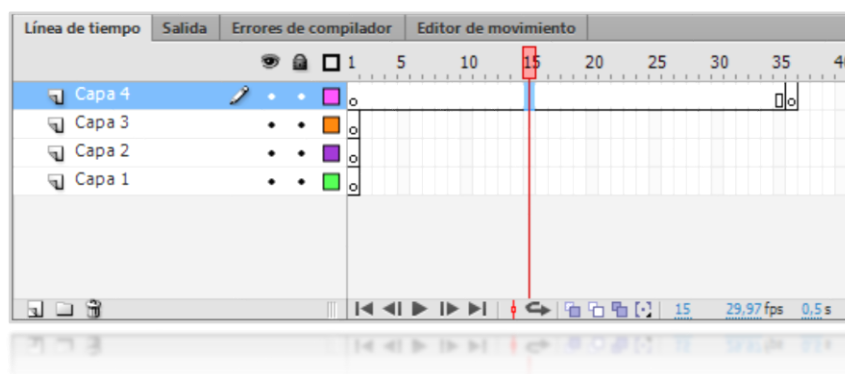 Línea de tiempo Salida Errores de compilador Editor de movimiento
1 5 10 15 20 25 30 35 40
Capa 4
Capa 3
Capa 2
Capa 1
15 29,97 fps 0,5 s